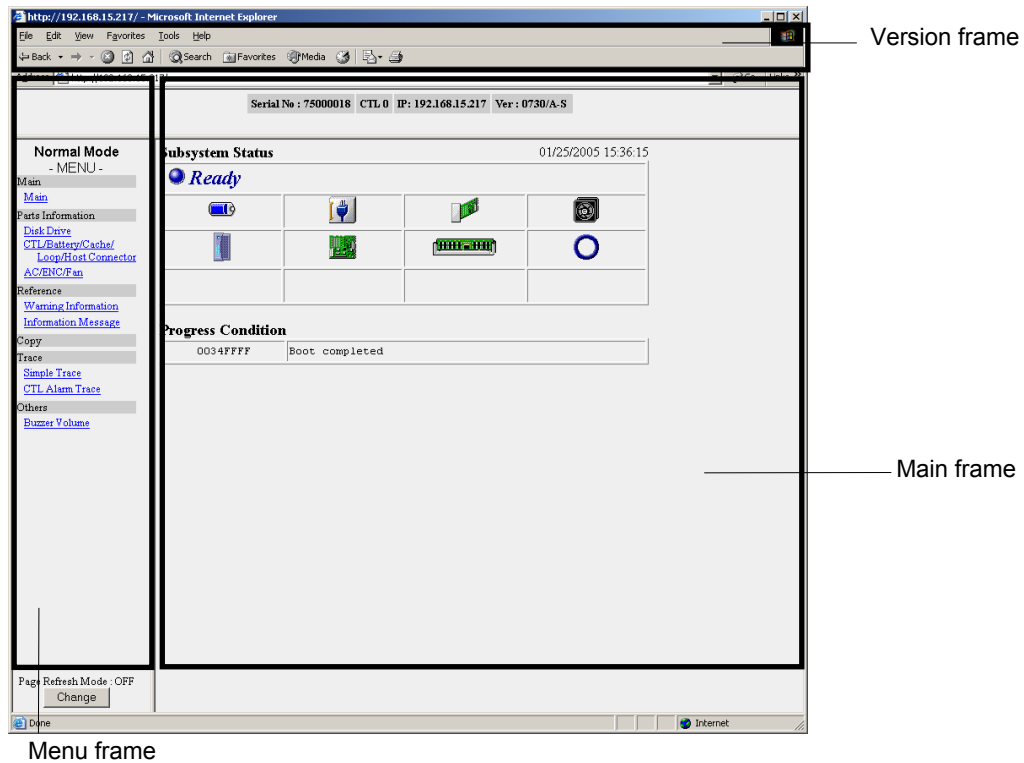 http://192.168.15.217/ - Microsoft Internet Explorer
File Edit View Favorites Tools Help
Version frame
Back Search Favorites Media
Serial No : 75000018 CTL 0 IP: 192.168.15.217 Ver : 0730/A-S
Normal Mode
- MENU -
Main
Main
Parts Information
Disk Drive
CTL/Battery/Cache/
Loop/Host Connector
AC/ENC/Fan
Reference
Warning Information
Information Message
Copy
Trace
Simple Trace
CTL Alarm Trace
Others
Buzzer Volume
Subsystem Status 01/25/2005 15:36:15
Ready
Progress Condition
0034FFFF Boot completed
Main frame
Page Refresh Mode : OFF
Change
Done Internet
Menu frame